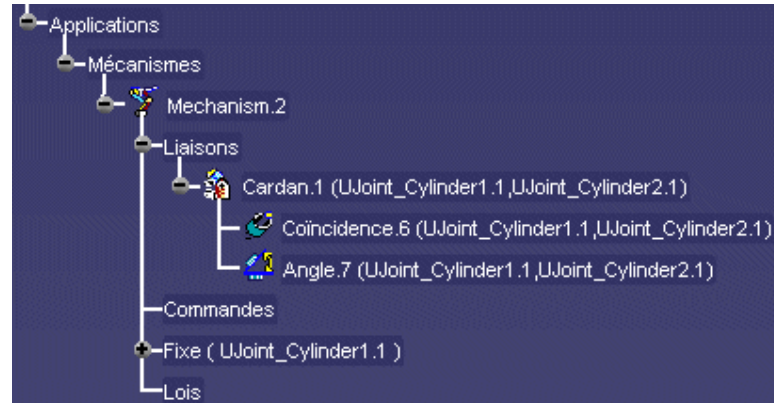 Applications
Mécanismes
Mechanism.2
Liaisons
Cardan.1 (UJoint_Cylinder1.1,UJoint_Cylinder2.1)
Coïncidence.6 (UJoint_Cylinder1.1,UJoint_Cylinder2.1)
Angle.7 (UJoint_Cylinder1.1,UJoint_Cylinder2.1)
Commandes
Fixe ( UJoint_Cylinder1.1 )
Lois